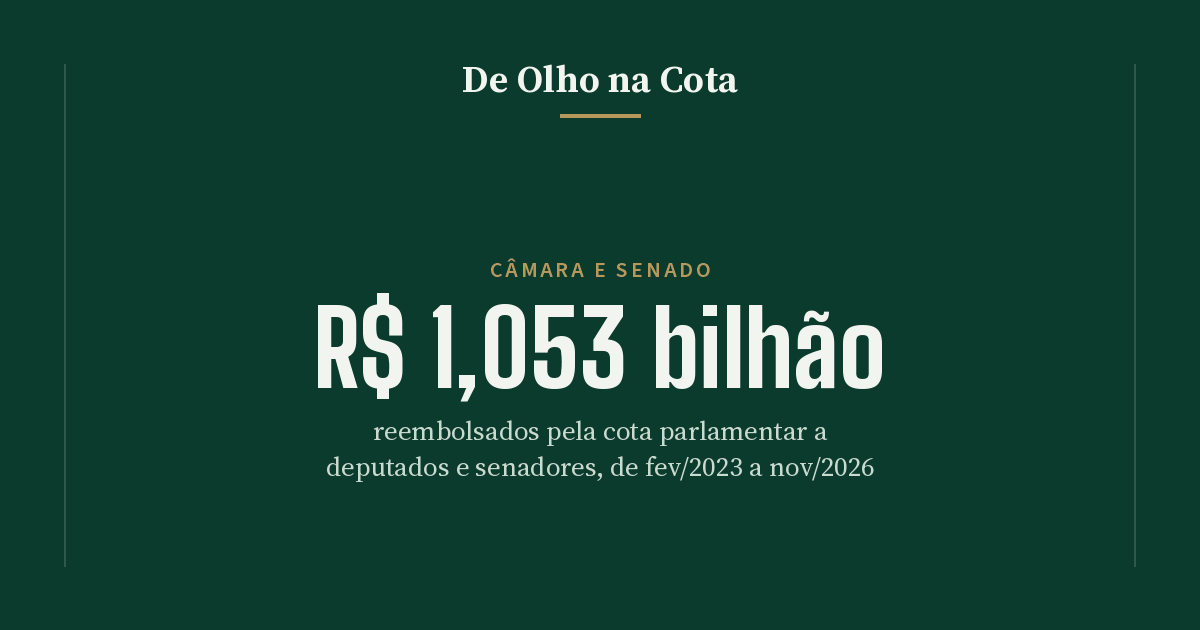 De Olho na Cota
CÂMARA E SENADO
R$ 1,053 bilhão
reembolsados pela cota parlamentar a
deputados e senadores, de fev/2023 a nov/2026